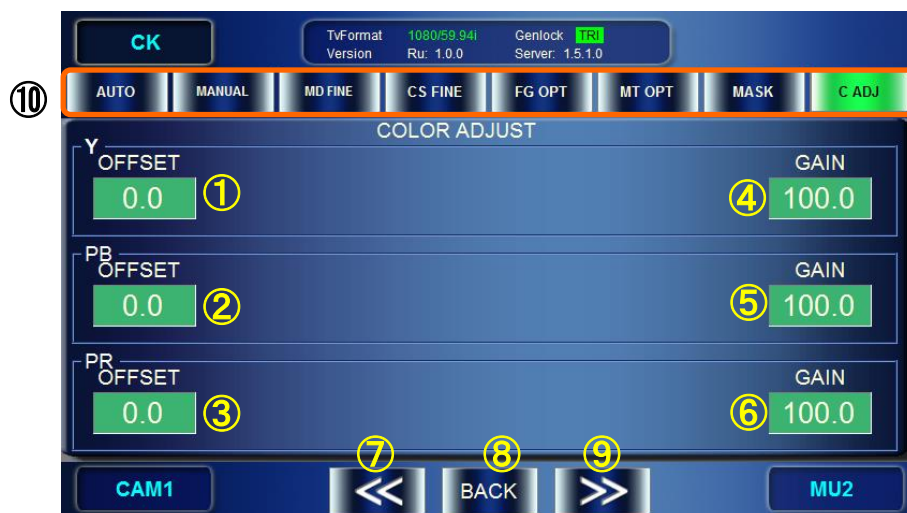 CK
TvFormat 1080/59.94i Genlock TRI
Version Ru: 1.0.0 Server: 1.5.1.0
⑩
AUTO MANUAL MD FINE CS FINE FG OPT MT OPT MASK C ADJ
COLOR ADJUST
Y
OFFSET GAIN
0.0 ① ④ 100.0
PB
OFFSET GAIN
0.0 ② ⑤ 100.0
PR
OFFSET GAIN
0.0 ③ ⑥ 100.0
⑦ ⑧ ⑨
CAM1 << BACK >> MU2